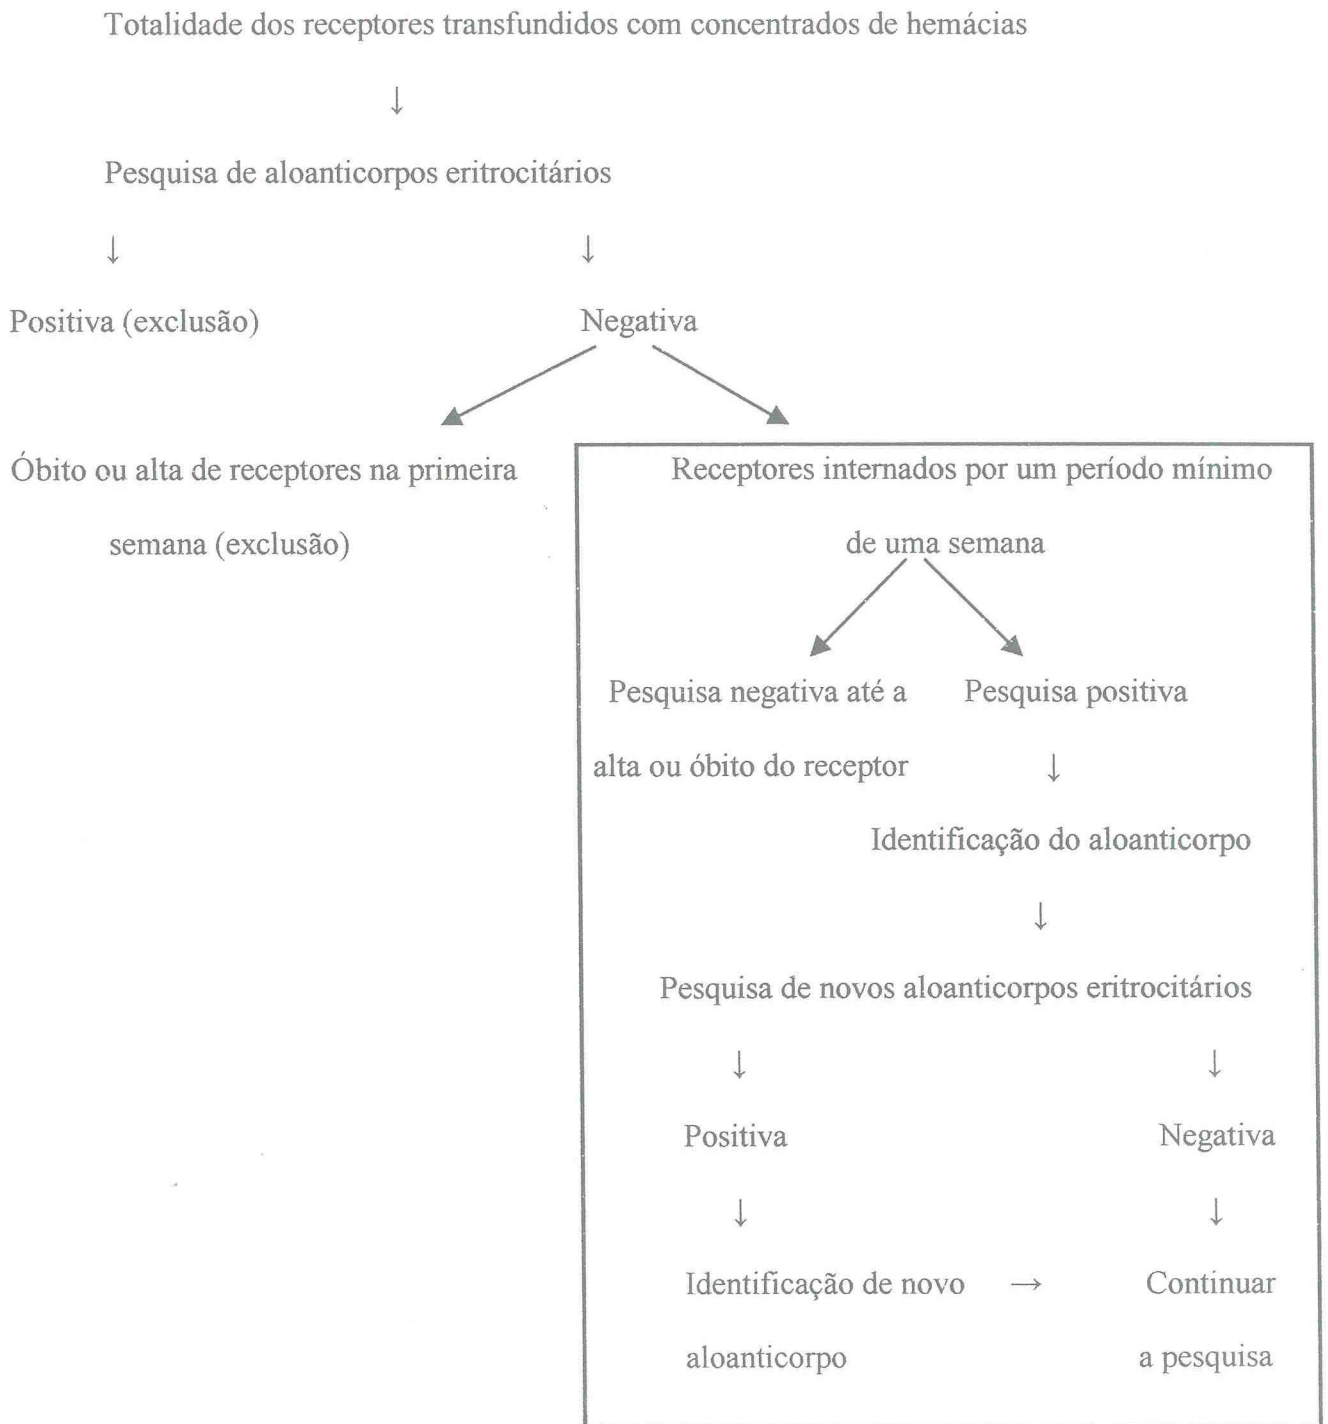 Totalidade dos receptores transfundidos com concentrados de hemácias
↓
Pesquisa de aloanticorpos eritrocitários
↓ ↓
Positiva (exclusão) Negativa
Óbito ou alta de receptores na primeira
semana (exclusão)
Receptores internados por um período mínimo
de uma semana
Pesquisa negativa até a
alta ou óbito do receptor
Pesquisa positiva
↓
Identificação do aloanticorpo
↓
Pesquisa de novos aloanticorpos eritrocitários
↓ ↓
Positiva Negativa
↓ ↓
Identificação de novo → Continuar
aloanticorpo a pesquisa